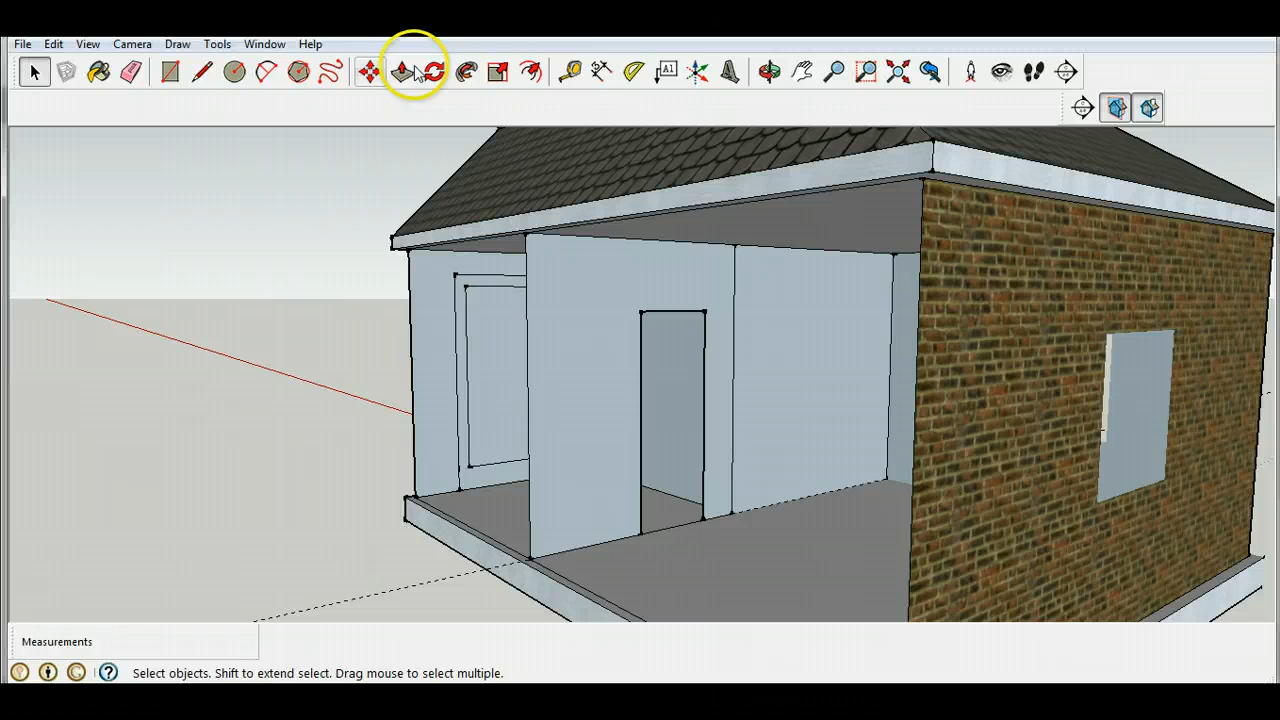 File Edit View Camera Draw Tools Window Help
A1
Measurements
Select objects. Shift to extend select. Drag mouse to select multiple.